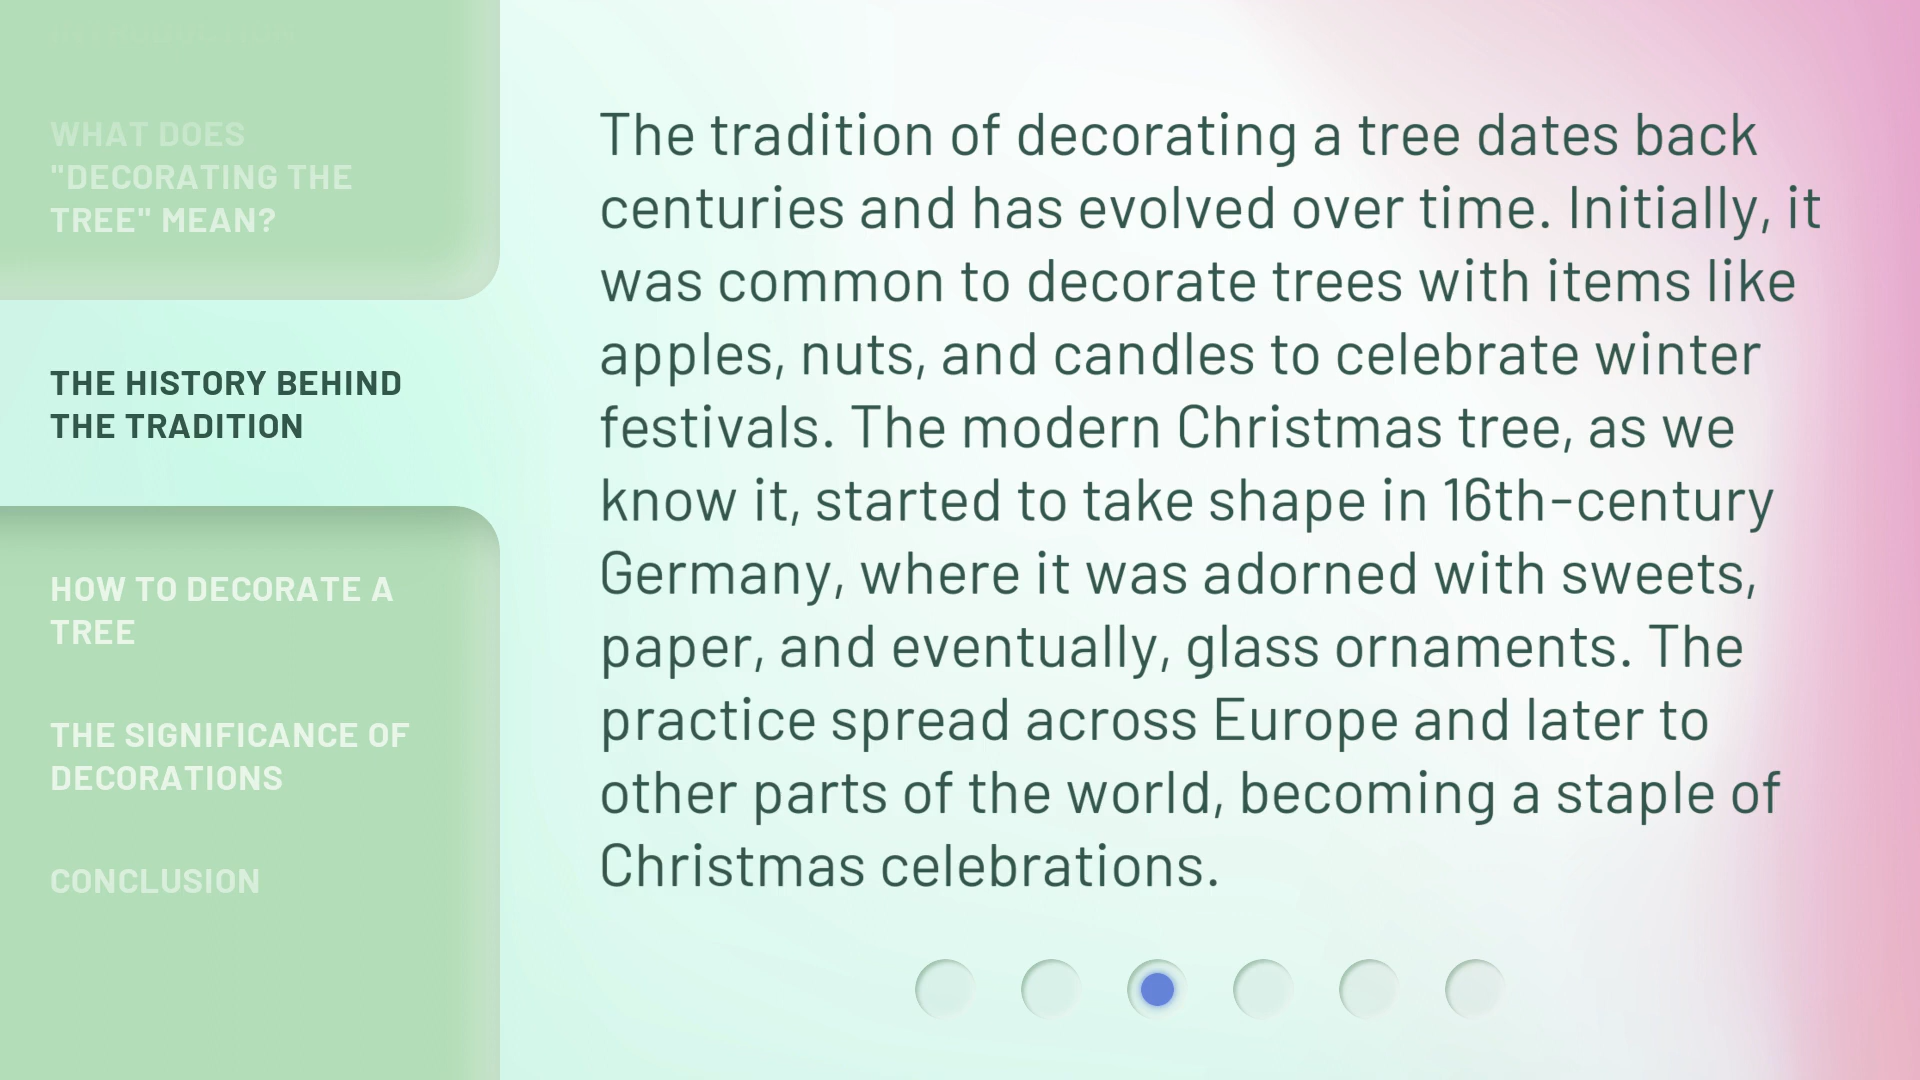 INTRODUCTION
WHAT DOES
"DECORATING THE
TREE" MEAN?
THE HISTORY BEHIND
THE TRADITION
HOW TO DECORATE A
TREE
THE SIGNIFICANCE OF
DECORATIONS
CONCLUSION
The tradition of decorating a tree dates back
centuries and has evolved over time. Initially, it
was common to decorate trees with items like
apples, nuts, and candles to celebrate winter
festivals. The modern Christmas tree, as we
know it, started to take shape in 16th-century
Germany, where it was adorned with sweets,
paper, and eventually, glass ornaments. The
practice spread across Europe and later to
other parts of the world, becoming a staple of
Christmas celebrations.